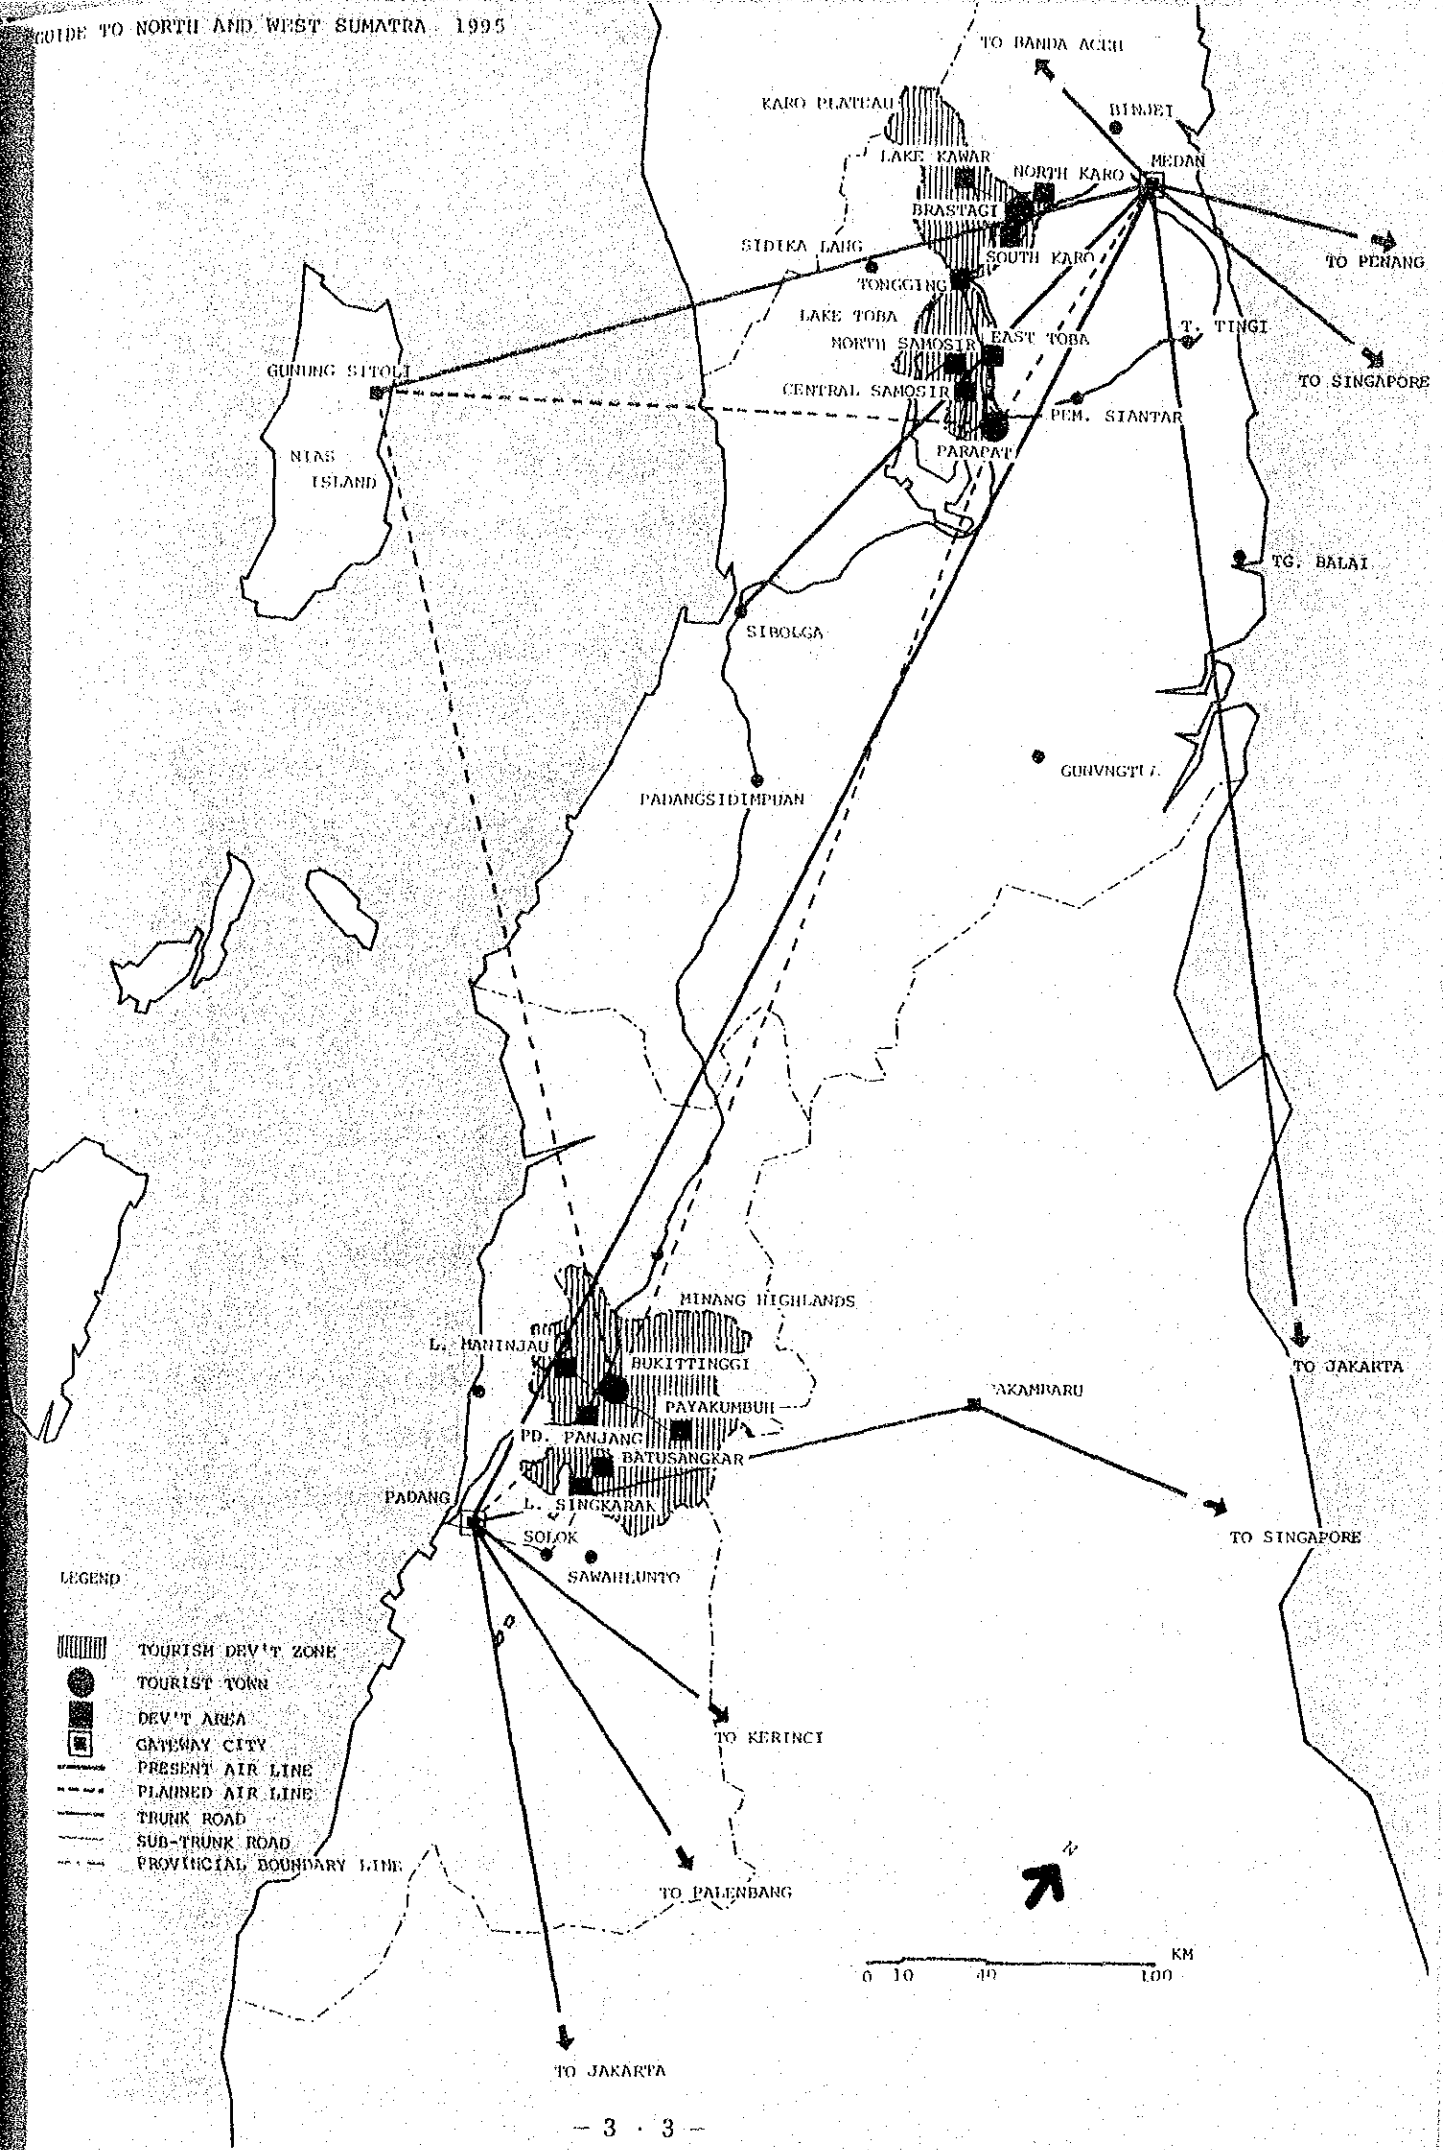 GUIDE TO NORTH AND WEST SUMATRA 1995
TO BANDA ACEH
KARO PLATEAU
BINJEI
LAKE KAWAR
MEDAN
NORTH KARO
BRASTAGI
SIDIKA LANG
SOUTH KARO
TO PENANG
TONGGING
LAKE TOBA
T. TINGI
NORTH SAMOSIR
EAST TOBA
GUNUNG SITOLI
TO SINGAPORE
CENTRAL SAMOSIR
PEM. SIANTAR
PARAPAT
NIAS
ISLAND
TG. BALAI
SIBOLGA
PADANGSIDIMPUAN
MINANG HIGHLANDS
L. MANINJAU
BUKITTINGGI
TO JAKARTA
AKANBARU
PAYAKUMBUH
PD. PANJANG
BATUSANGKAR
PADANG
L. SINGKARAK
SOLOK
TO SINGAPORE
SAWAHLUNTO
LEGEND
TOURISM DEV'T ZONE
TOURIST TOWN
DEV'T AREA
GATEWAY CITY
PRESENT AIR LINE
PLANNED AIR LINE
TRUNK ROAD
SUB-TRUNK ROAD
PROVINCIAL BOUNDARY LINE
TO KERINCI
TO PALENBANG
N
KM
0 10 40 100
TO JAKARTA
- 3 · 3 -